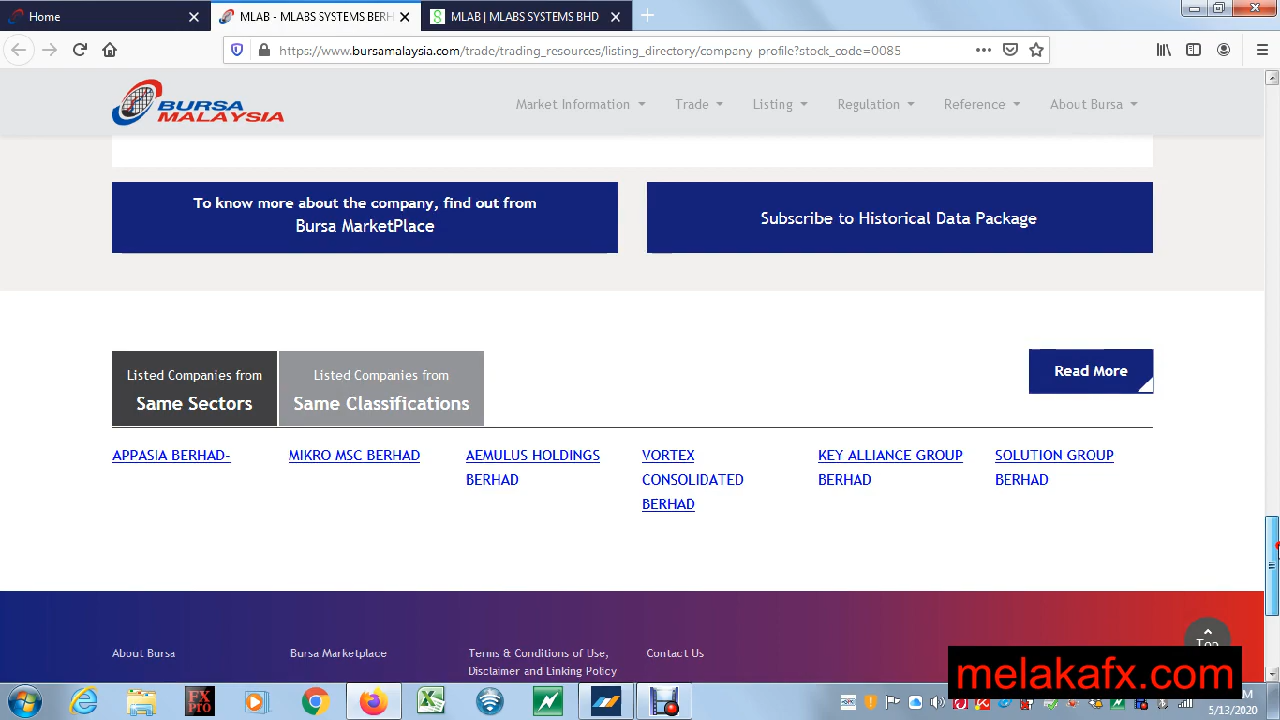 Home
MLAB - MLABS SYSTEMS BERH
MLAB | MLABS SYSTEMS BHD
https://www.bursamalaysia.com/trade/trading_resources/listing_directory/company-profile?stock_code=0085
BURSA
MALAYSIA
Market Information
Trade
Listing
Regulation
Reference
About Bursa
To know more about the company, find out from
Bursa MarketPlace
Subscribe to Historical Data Package
Listed Companies from
Same Sectors
Listed Companies from
Same Classifications
Read More
APPASIA BERHAD-
MIKRO MSC BERHAD
AEMULUS HOLDINGS
BERHAD
VORTEX
CONSOLIDATED
BERHAD
KEY ALLIANCE GROUP
BERHAD
SOLUTION GROUP
BERHAD
About Bursa
Bursa Marketplace
Terms & Conditions of Use,
Disclaimer and Linking Policy
Contact Us
Top
melakafx.com
FX
PRO
5/13/2020